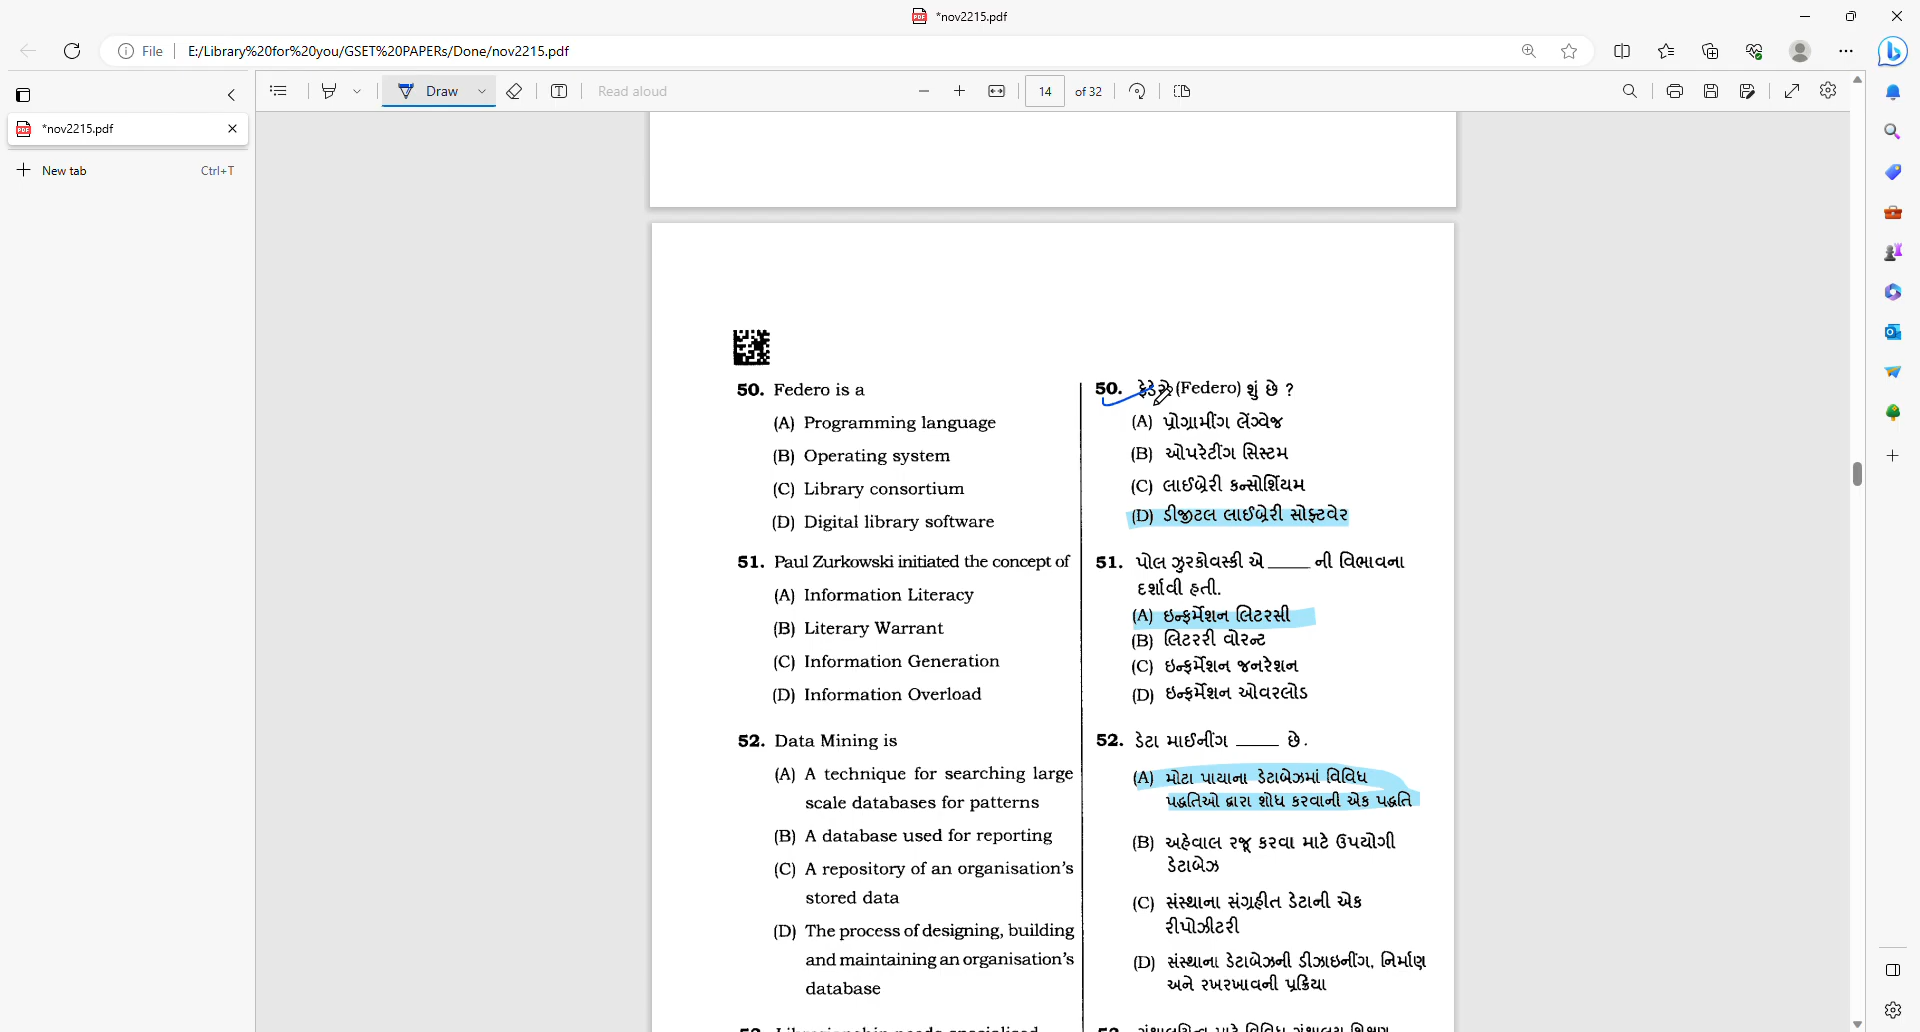 *nov2215.pdf
File
E:/Library%20for%20you/GSET%20PAPERs/Done/nov2215.pdf
*nov2215.pdf
New tab
Ctrl+T
Draw
Read aloud
14
of 32
50. Federo is a
(A) Programming language
(B) Operating system
(C) Library consortium
(D) Digital library software
51. Paul Zurkowski initiated the concept of
(A) Information Literacy
(B) Literary Warrant
(C) Information Generation
(D) Information Overload
52. Data Mining is
(A) A technique for searching large
scale databases for patterns
(B) A database used for reporting
(C) A repository of an organisation's
stored data
(D) The process of designing, building
and maintaining an organisation's
database
50. ફેડેરો (Federo) શું છે ?
(A) પ્રોગ્રામીંગ લેંગ્વેજ
(B) ઓપરેટીંગ સિસ્ટમ
(C) લાઈબ્રેરી કન્સોર્શિયમ
(D) ડીજીટલ લાઈબ્રેરી સોફ્ટવેર
51. પોલ ઝુરકોવસ્કી એ ____ ની વિભાવના
દર્શાવી હતી.
(A) ઇન્ફર્મેશન લિટરસી
(B) લિટરરી વોરન્ટ
(C) ઇન્ફર્મેશન જનરેશન
(D) ઇન્ફર્મેશન ઓવરલોડ
52. ડેટા માઈનીંગ ____ છે.
(A) મોટા પાયાના ડેટાબેઝમાં વિવિધ
પદ્ધતિઓ દ્વારા શોધ કરવાની એક પદ્ધતિ
(B) અહેવાલ રજૂ કરવા માટે ઉપયોગી
ડેટાબેઝ
(C) સંસ્થાના સંગ્રહીત ડેટાની એક
રીપોઝીટરી
(D) સંસ્થાના ડેટાબેઝની ડીઝાઇનીંગ, નિર્માણ
અને રખરખાવની પ્રક્રિયા